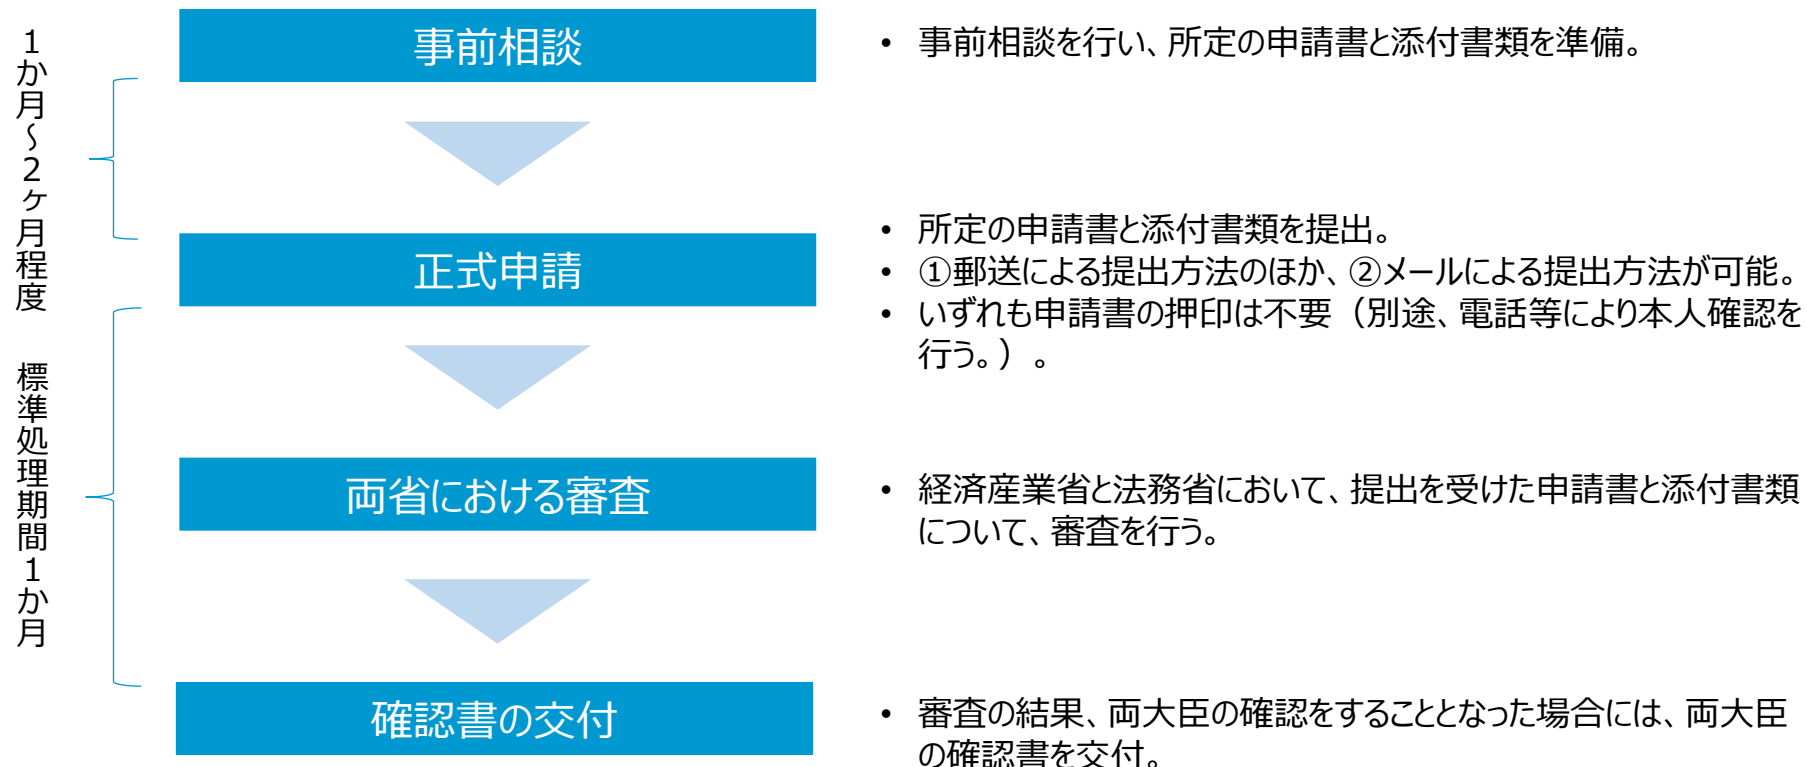 1か月～2ヶ月程度
標準処理期間1か月
事前相談
• 事前相談を行い、所定の申請書と添付書類を準備。
正式申請
• 所定の申請書と添付書類を提出。
• ①郵送による提出方法のほか、②メールによる提出方法が可能。
• いずれも申請書の押印は不要（別途、電話等により本人確認を
行う。）。
両省における審査
• 経済産業省と法務省において、提出を受けた申請書と添付書類
について、審査を行う。
確認書の交付
• 審査の結果、両大臣の確認をすることとなった場合には、両大臣
の確認書を交付。